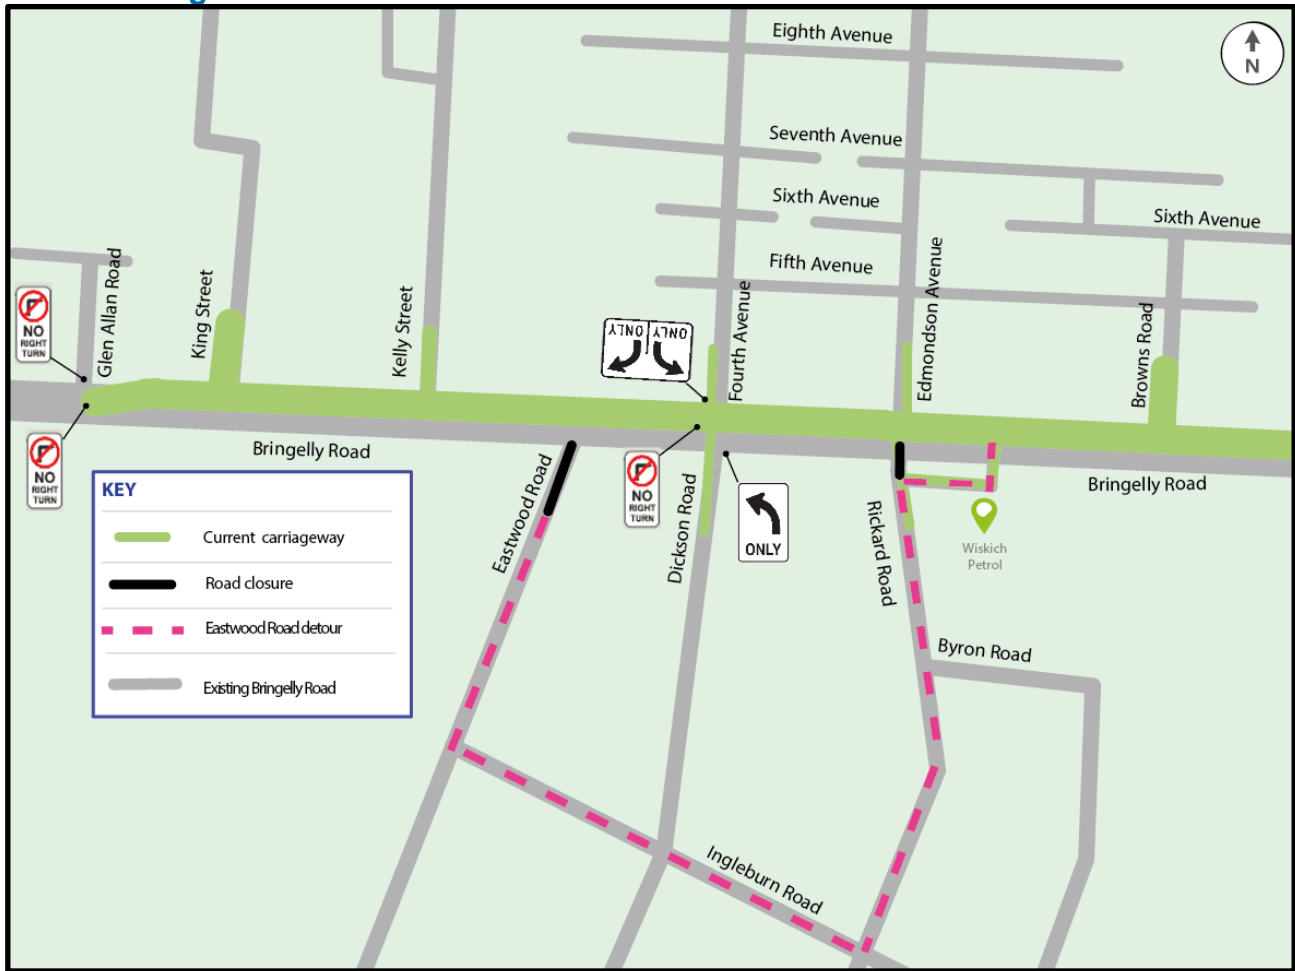 Eighth Avenue
N
Seventh Avenue
Sixth Avenue
Sixth Avenue
Fifth Avenue
Glen Allan Road
King Street
Kelly Street
Fourth Avenue
Edmondson Avenue
Browns Road
NO
RIGHT
TURN
ONLY ONLY
NO
RIGHT
TURN
Bringelly Road
NO
RIGHT
TURN
ONLY
Bringelly Road
Eastwood Road
Dickson Road
Rickard Road
Wiskich
Petrol
Byron Road
Ingleburn Road
KEY
Current carriageway
Road closure
Eastwood Road detour
Existing Bringelly Road